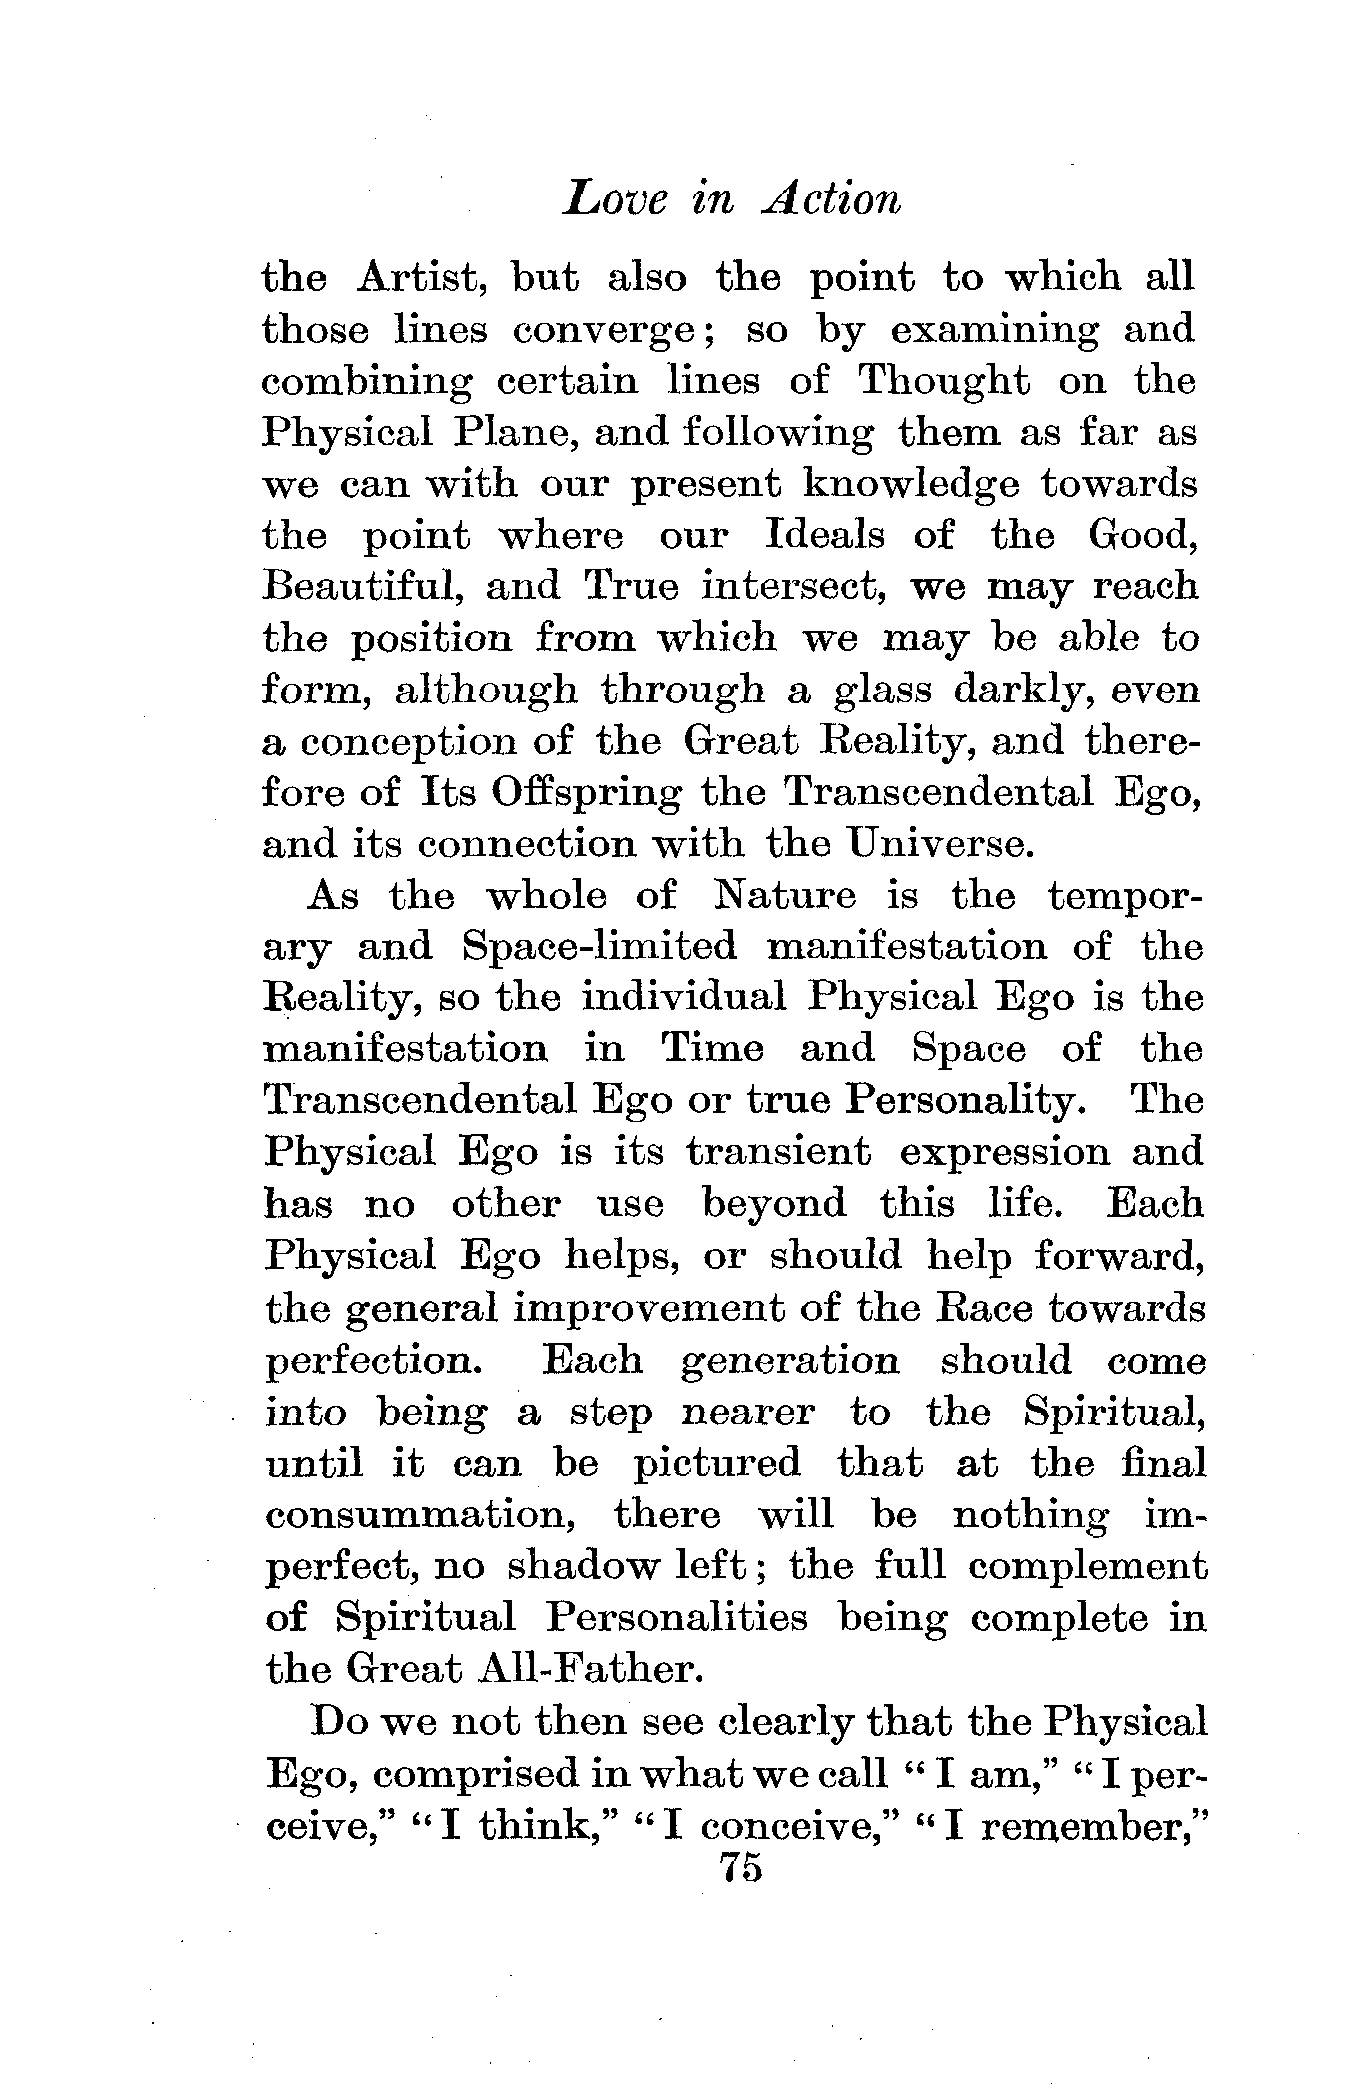 Love in Action
the Artist, but also the point to which all
those lines converge; so by examining and
combining certain lines of Thought on the
Physical Plane, and following them as far as
we can with our present knowledge towards
the point where our Ideals of the Good,
Beautiful, and True intersect, we may reach
the position from which we may be able to
form, although through a glass darkly, even
a conception of the Great Reality, and there-
fore of Its Offspring the Transcendental Ego,
and its connection with the Universe.
As the whole of Nature is the tempor-
ary and Space-limited manifestation of the
Reality, so the individual Physical Ego is the
manifestation in Time and Space of the
Transcendental Ego or true Personality. The
Physical Ego is its transient expression and
has no other use beyond this life. Each
Physical Ego helps, or should help forward,
the general improvement of the Race towards
perfection. Each generation should come
into being a step nearer to the Spiritual,
until it can be pictured that at the final
consummation, there will be nothing im-
perfect, no shadow left; the full complement
of Spiritual Personalities being complete in
the Great All-Father.
Do we not then see clearly that the Physical
Ego, comprised in what we call “I am,” “I per-
ceive,” “I think,” “I conceive,” “I remember,”
75